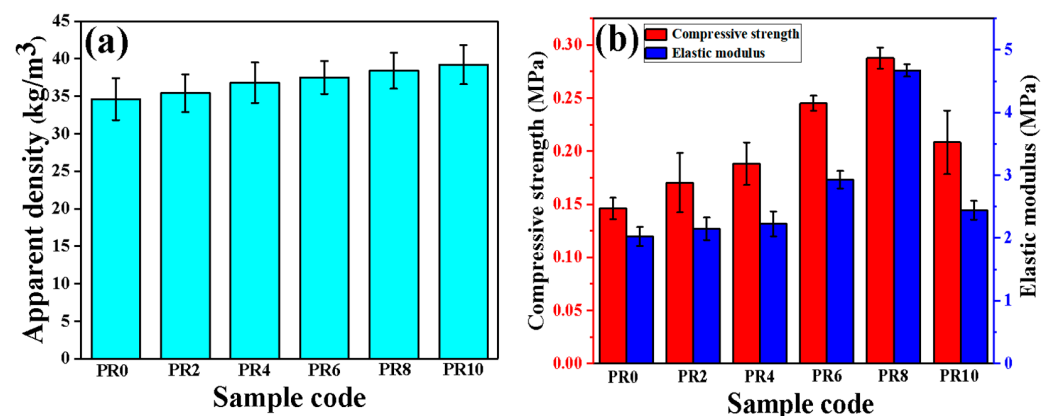 (a)
Apparent density (kg/m3)
45
40
35
30
25
20
15
10
5
0
PR0 PR2 PR4 PR6 PR8 PR10
Sample code
(b)
Compressive strength
Elastic modulus
Compressive strength (MPa)
0.30
0.25
0.20
0.15
0.10
0.05
0.00
Elastic modulus (MPa)
5
4
3
2
1
0
PR0 PR2 PR4 PR6 PR8 PR10
Sample code